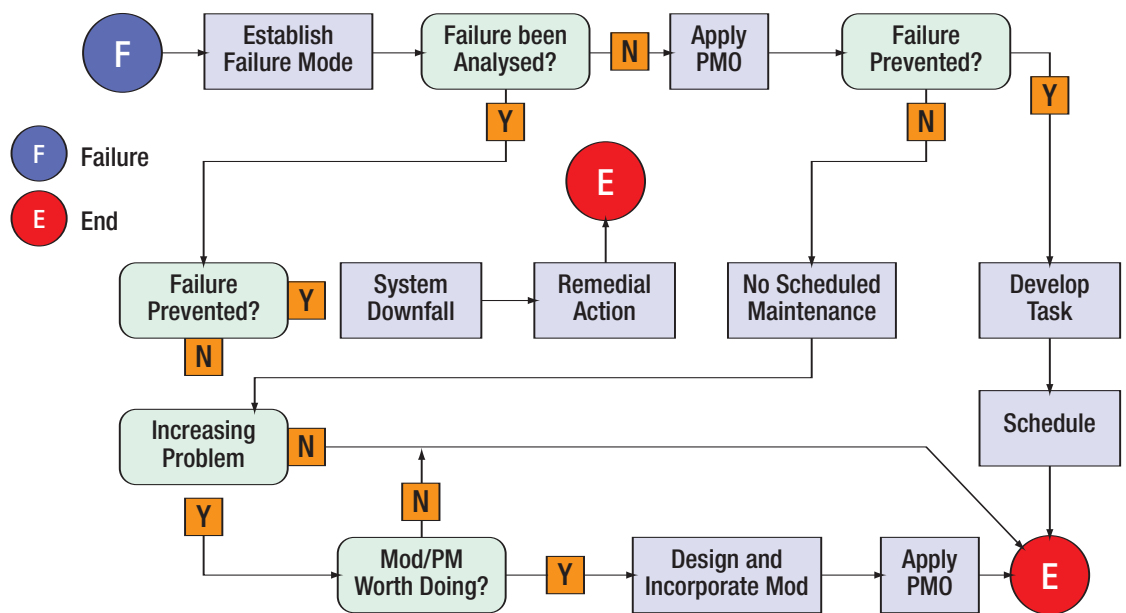 F
Establish
Failure Mode
Failure been
Analysed?
N
Apply
PMO
Failure
Prevented?
Y
N
Y
F
Failure
E
End
E
Failure
Prevented?
Y
N
System
Downfall
Remedial
Action
No Scheduled
Maintenance
Develop
Task
Increasing
Problem
N
Schedule
Y
N
Mod/PM
Worth Doing?
Y
Design and
Incorporate Mod
Apply
PMO
E